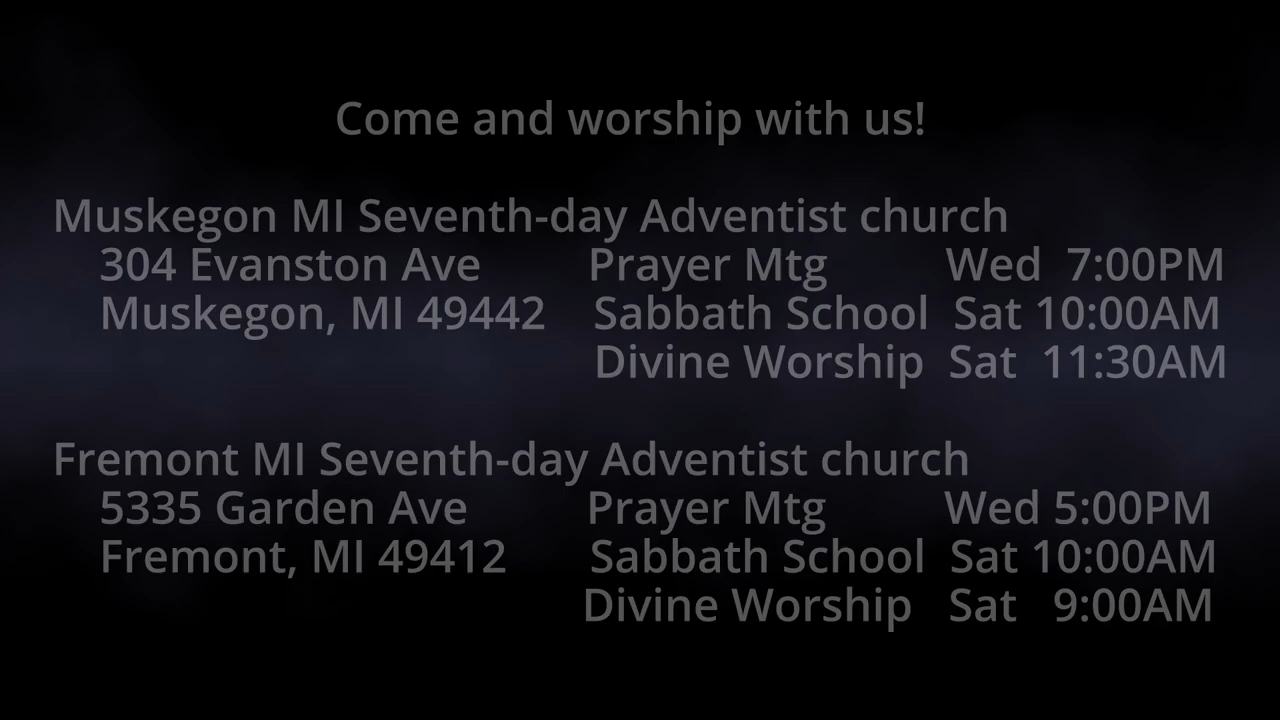 Come and worship with us!
Muskegon MI Seventh-day Adventist church
304 Evanston Ave Prayer Mtg Wed 7:00PM
Muskegon, MI 49442 Sabbath School Sat 10:00AM
Divine Worship Sat 11:30AM
Fremont MI Seventh-day Adventist church
5335 Garden Ave Prayer Mtg Wed 5:00PM
Fremont, MI 49412 Sabbath School Sat 10:00AM
Divine Worship Sat 9:00AM